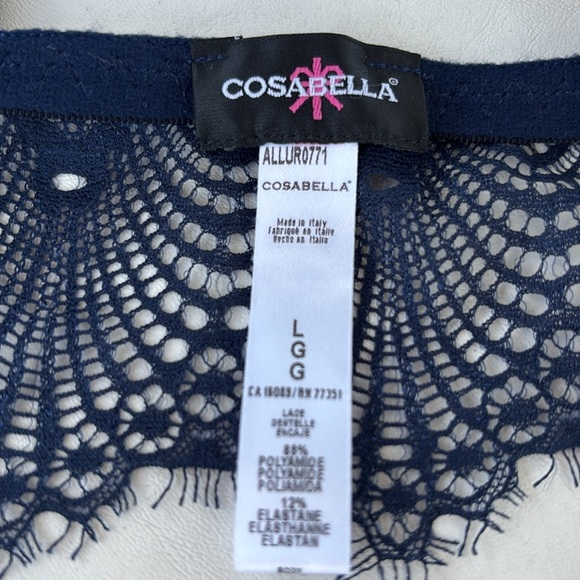 COSABELLA®
ALLUR0771
COSABELLA®
Made in Italy
Fabriqué en Italie
Hecho en Italia
L
G
G
CA 16089/RN 77351
LACE
DENTELLE
ENCAJE
88%
POLYAMIDE
POLYAMIDE
POLIAMIDA
12%
ELASTANE
ELASTHANNE
ELASTAN
BODY